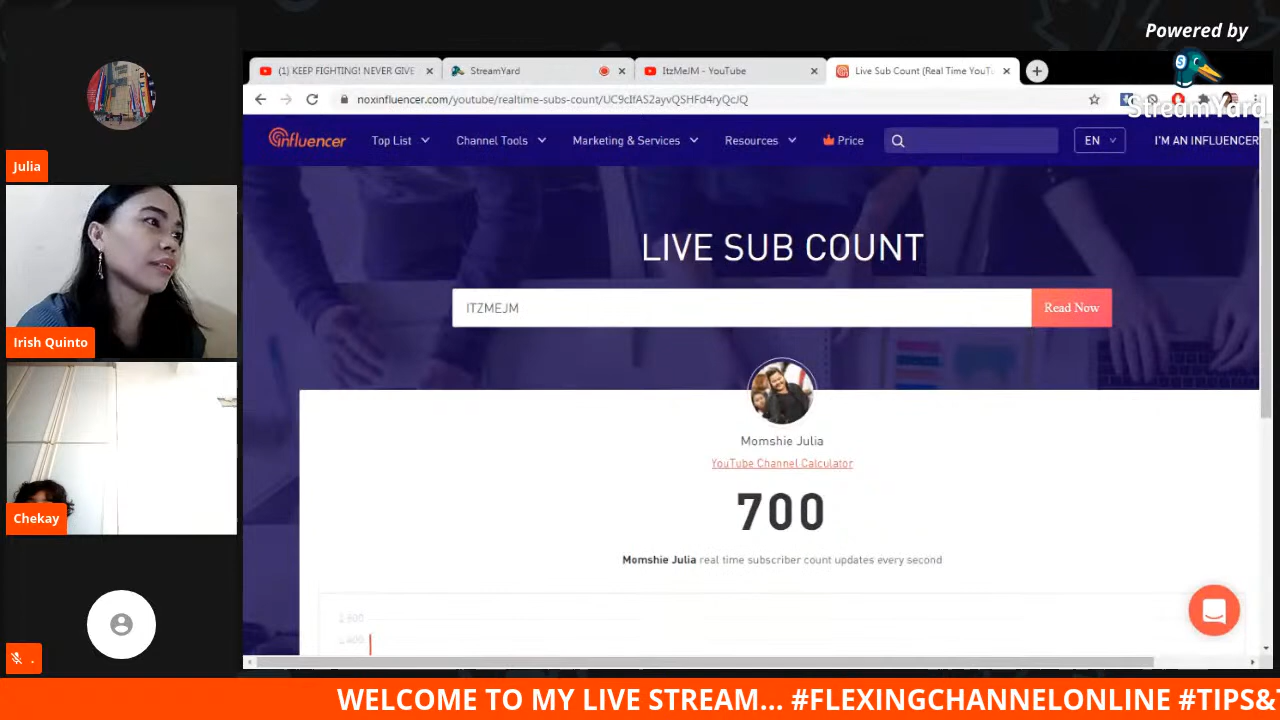 Powered by
StreamYard
(1) KEEP FIGHTING! NEVER GIVE
StreamYard
ItzMeJM - YouTube
Live Sub Count (Real Time YouTu
noxinfluencer.com/youtube/realtime-subs-count/UC9cIfAS2ayvQSHFd4ryQcJQ
influencer
Top List
Channel Tools
Marketing & Services
Resources
Price
EN
I'M AN INFLUENCER
Julia
LIVE SUB COUNT
ITZMEJM
Read Now
Irish Quinto
Momshie Julia
YouTube Channel Calculator
700
Chekay
Momshie Julia real time subscriber count updates every second
.
WELCOME TO MY LIVE STREAM... #FLEXINGCHANNELONLINE #TIPS&